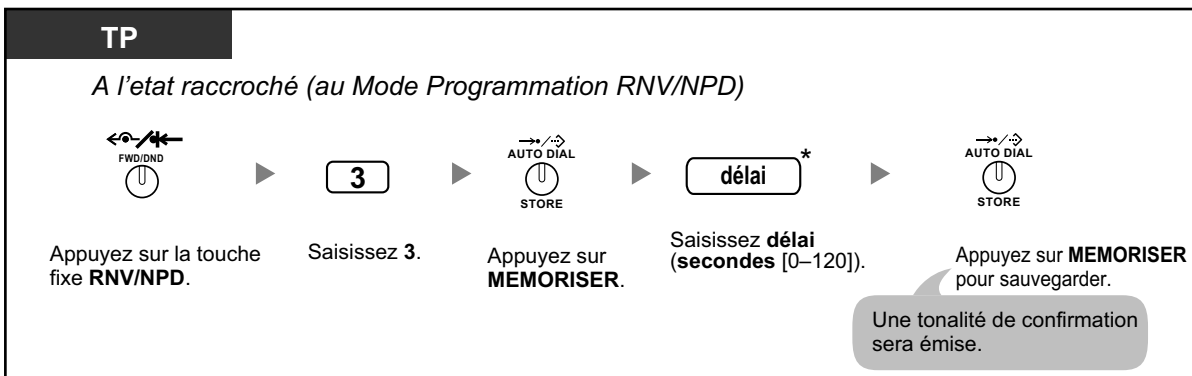 TP
A l'etat raccroché (au Mode Programmation RNV/NPD)
FWD/DND
3
AUTO DIAL
STORE
délai*
AUTO DIAL
STORE
Appuyez sur la touche
fixe RNV/NPD.
Saisissez 3.
Appuyez sur
MEMORISER.
Saisissez délai
(secondes [0–120]).
Appuyez sur MEMORISER
pour sauvegarder.
Une tonalité de confirmation
sera émise.